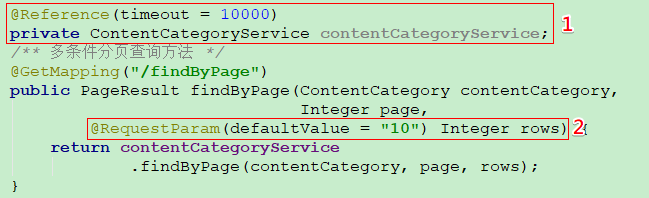 @Reference(timeout = 10000)
private ContentCategoryService contentCategoryService;
1
/** 多条件分页查询方法 */
@GetMapping("/findByPage")
public PageResult findByPage(ContentCategory contentCategory,
Integer page,
@RequestParam(defaultValue = "10") Integer rows) {
2
return contentCategoryService
.findByPage(contentCategory, page, rows);
}